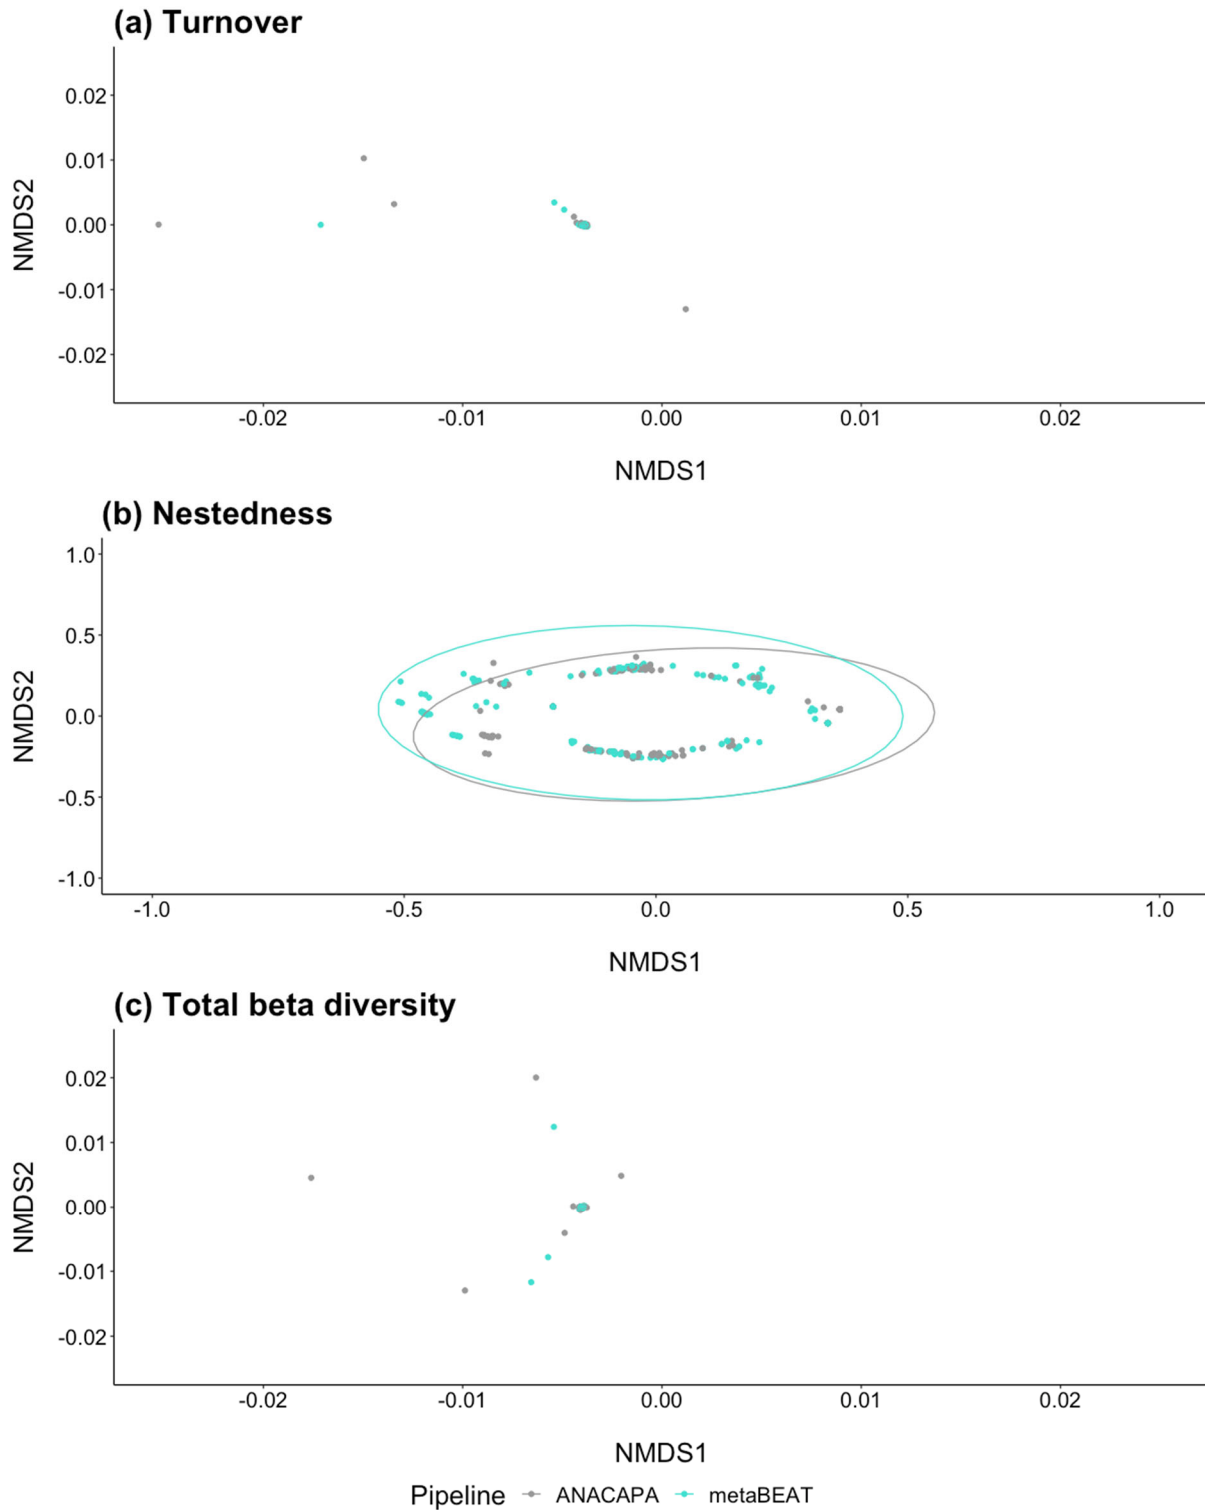 (a) Turnover
0.02
0.01
0.00
-0.01
-0.02
NMDS2
-0.02 -0.01 0.00 0.01 0.02
NMDS1
(b) Nestedness
1.0
0.5
0.0
-0.5
-1.0
NMDS2
-1.0 -0.5 0.0 0.5 1.0
NMDS1
(c) Total beta diversity
0.02
0.01
0.00
-0.01
-0.02
NMDS2
-0.02 -0.01 0.00 0.01 0.02
NMDS1
Pipeline ANACAPA metaBEAT